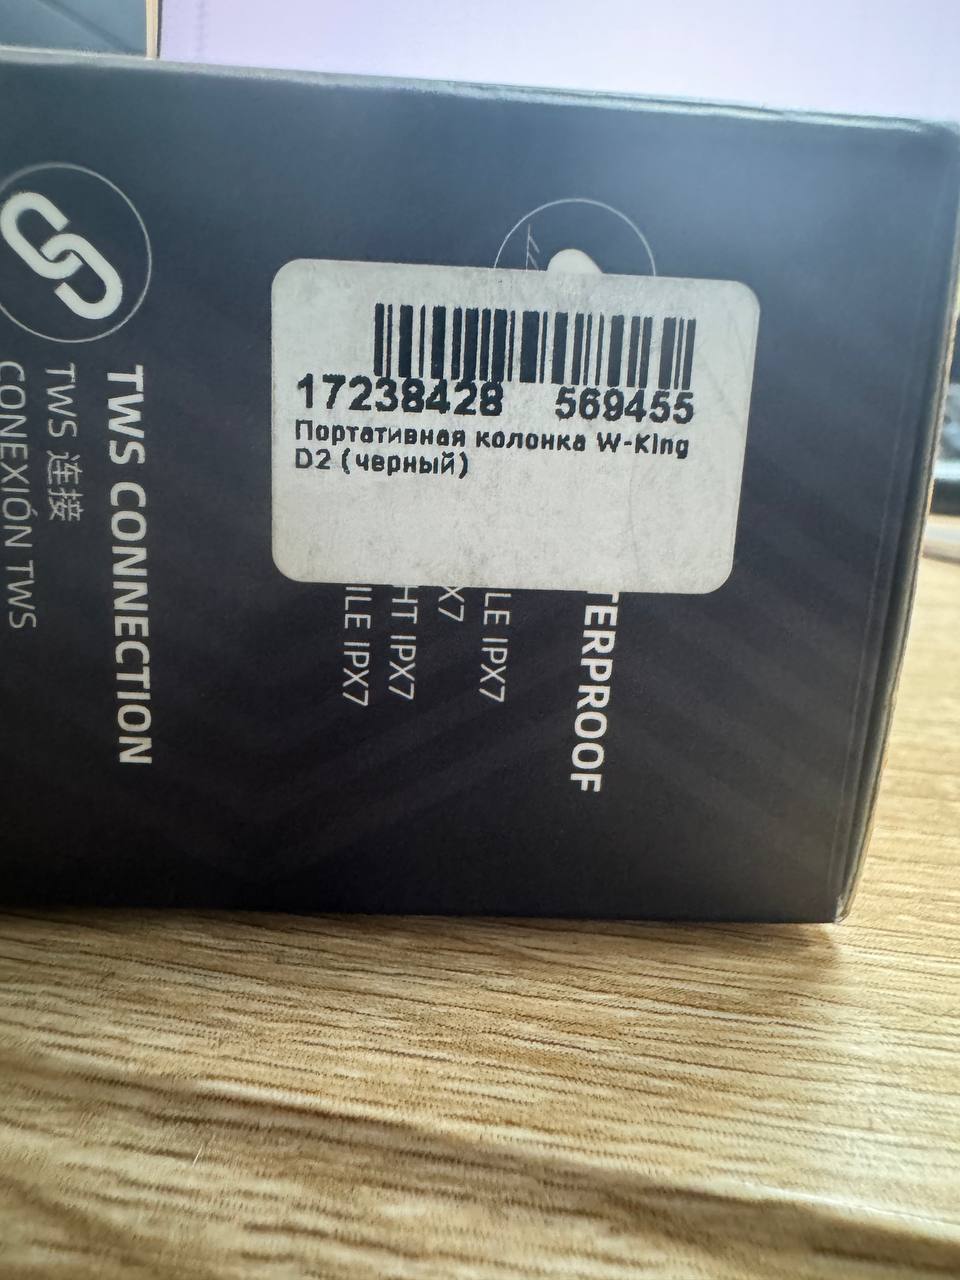 17238428 569455
Портативная колонка W-King
D2 (черный)
TWS CONNECTION
TWS 连接
CONEXIÓN TWS
TERPROOF
LE IPX7
X7
HT IPX7
ILE IPX7